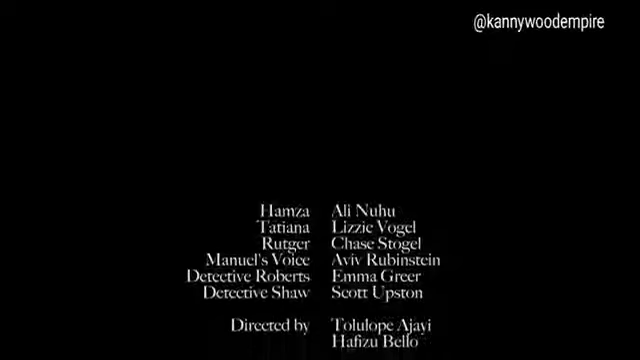 @kannywoodempire
Hamza Ali Nuhu
Tatiana Lizzie Vogel
Rutger Chase Stogel
Manuel's Voice Aviv Rubinstein
Detective Roberts Emma Greer
Detective Shaw Scott Upston
Directed by Tolulope Ajayi
Hafizu Bello